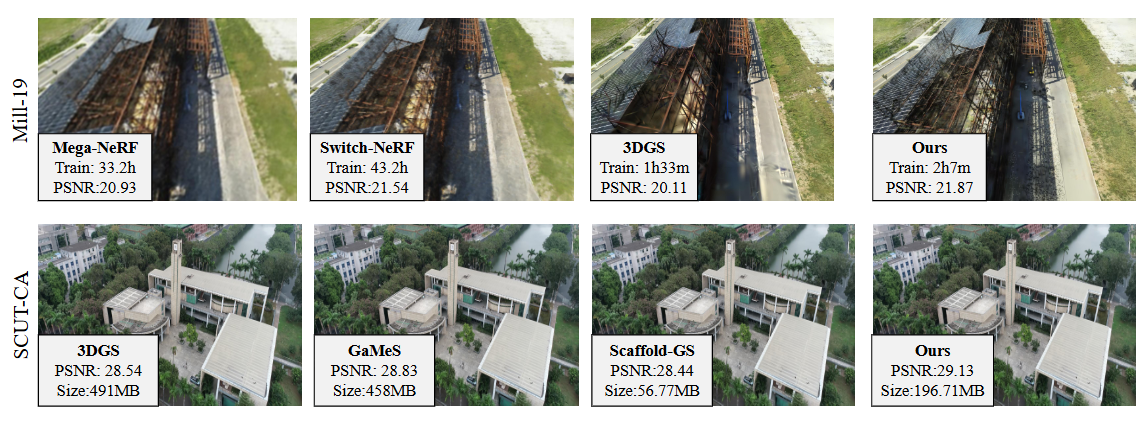 Mill-19
Mega-NeRF
Train: 33.2h
PSNR:20.93
Switch-NeRF
Train: 43.2h
PSNR:21.54
3DGS
Train: 1h33m
PSNR: 20.11
Ours
Train: 2h7m
PSNR: 21.87
SCUT-CA
3DGS
PSNR: 28.54
Size:491MB
GaMeS
PSNR: 28.83
Size:458MB
Scaffold-GS
PSNR:28.44
Size:56.77MB
Ours
PSNR:29.13
Size:196.71MB